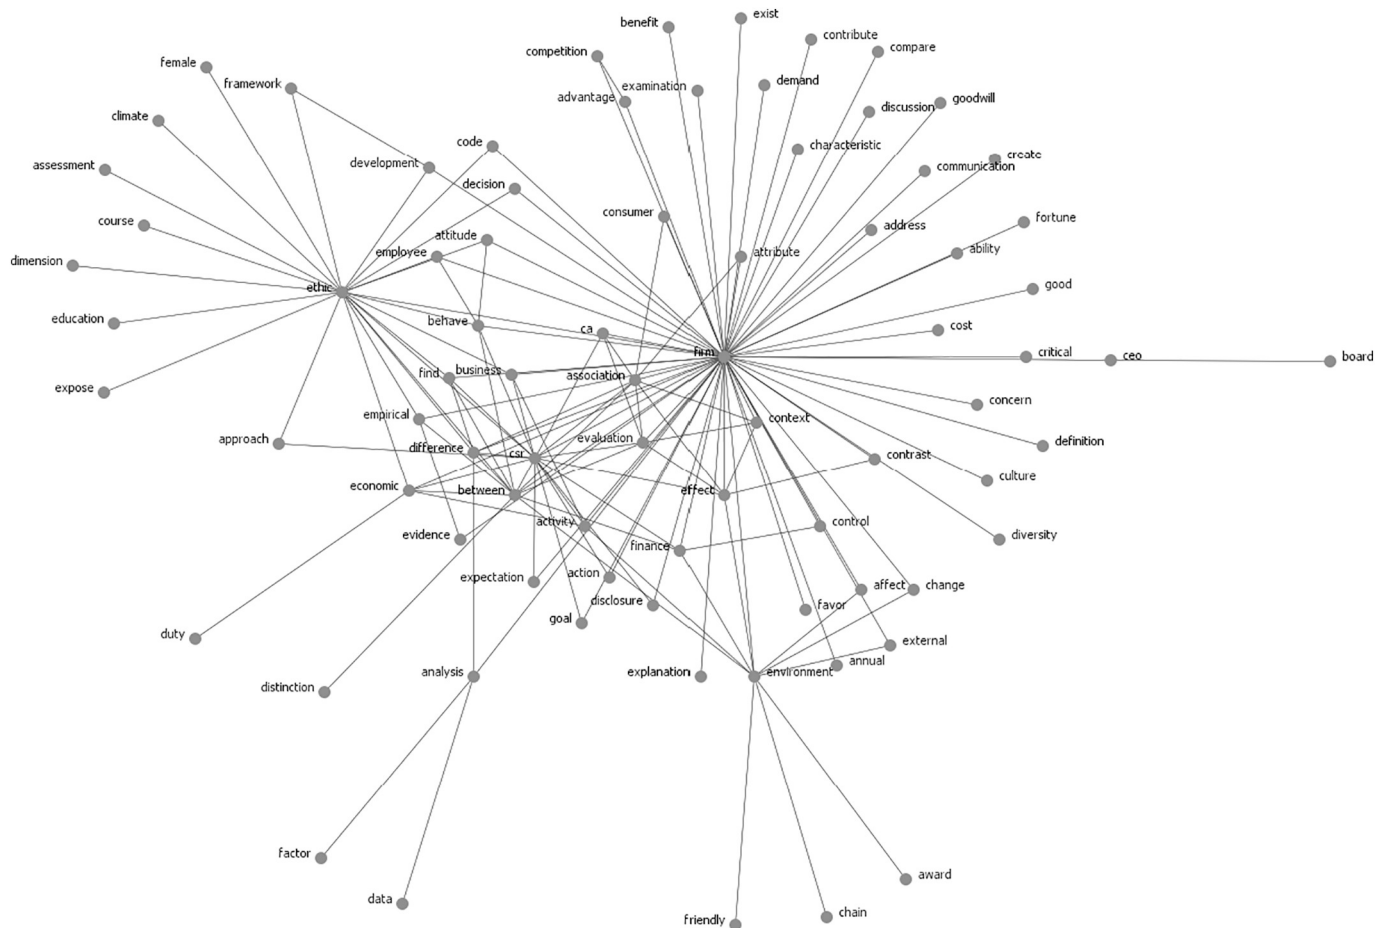 exist
benefit
contribute
compare
competition
female
framework
examination
demand
advantage
goodwill
discussion
climate
code
characteristic
create
development
communication
assessment
decision
consumer
fortune
course
address
attitude
employee
attribute
ability
dimension
ethic
good
education
behave
ca
cost
firm
critical
ceo
board
find
business
association
expose
concern
empirical
context
approach
difference
csr
evaluation
definition
contrast
economic
between
effect
culture
activity
control
evidence
finance
diversity
expectation
action
affect
change
disclosure
favor
goal
duty
external
analysis
explanation
environment
annual
distinction
factor
award
data
friendly
chain